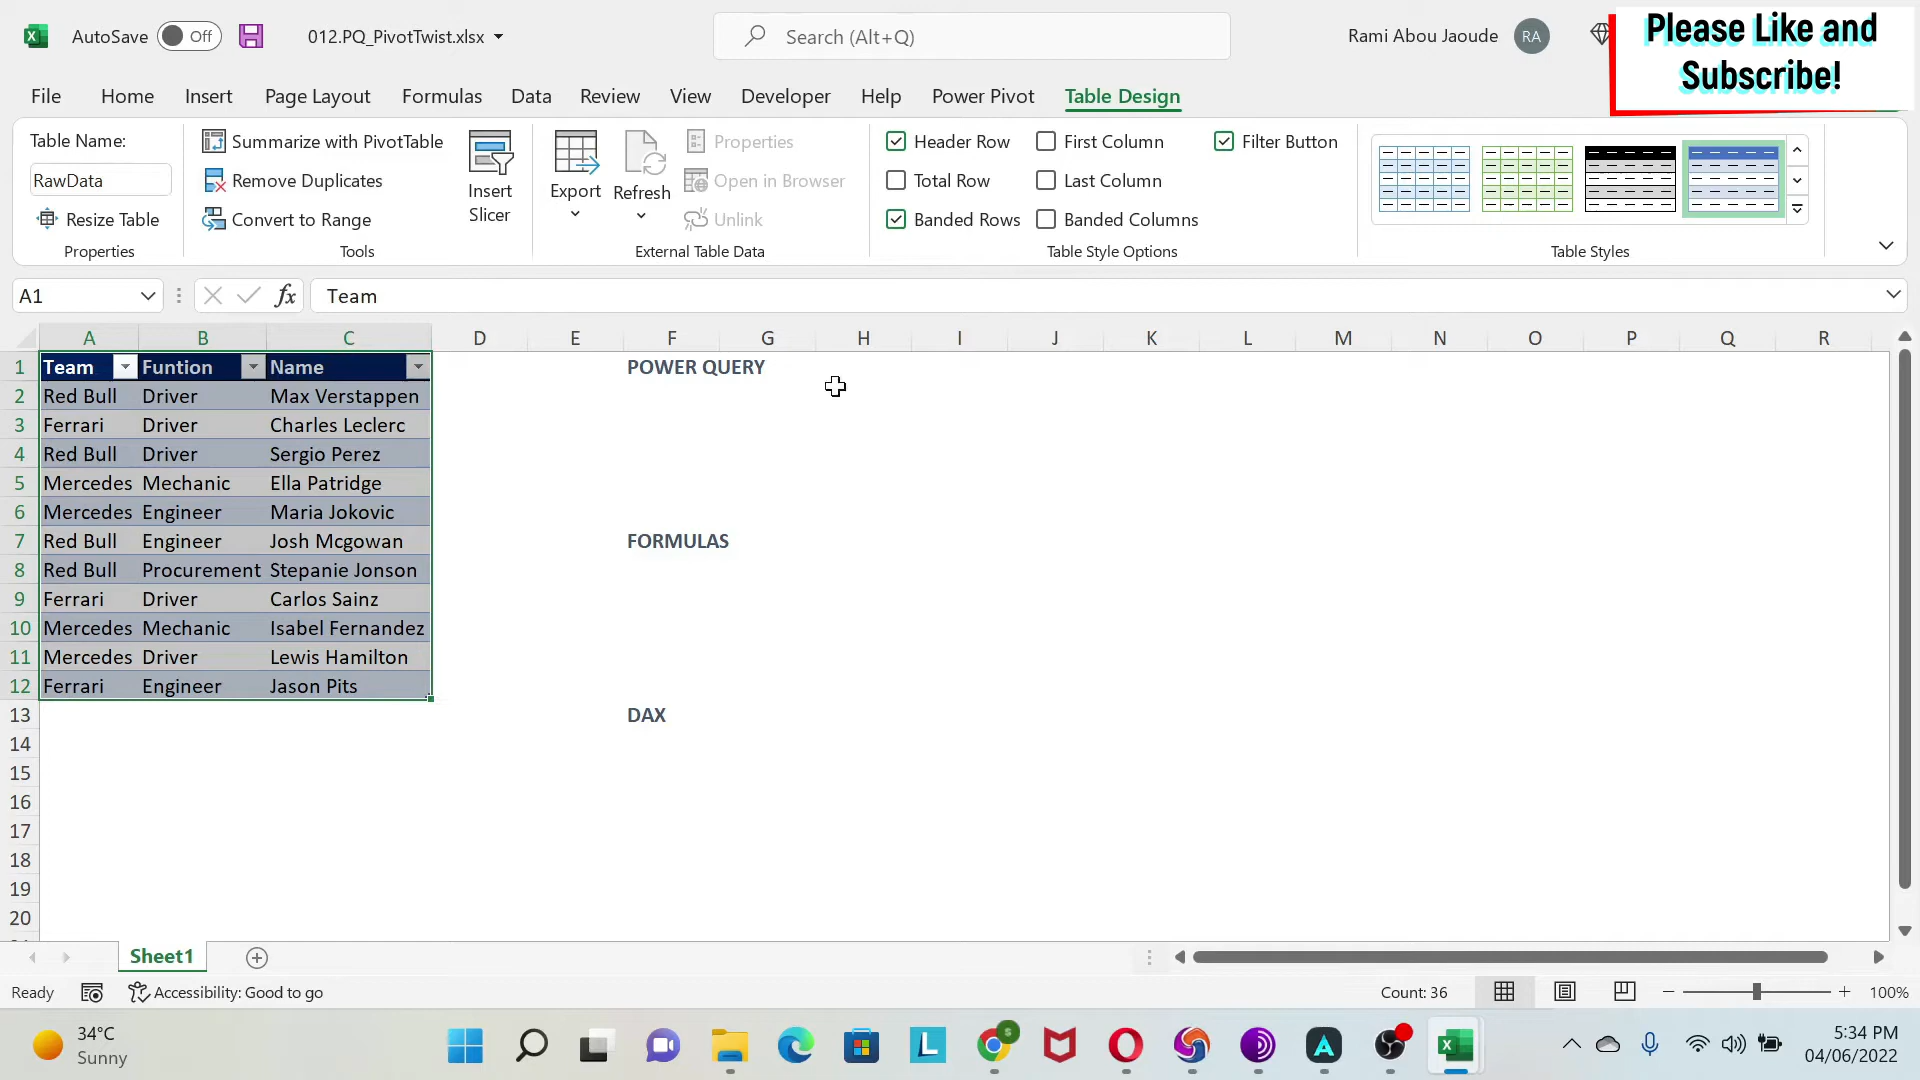 AutoSave Off 012.PQ_PivotTwist.xlsx Search (Alt+Q) Rami Abou Jaoude RA
Please Like and
Subscribe!
File Home Insert Page Layout Formulas Data Review View Developer Help Power Pivot Table Design
Table Name:
RawData
Resize Table
Properties
Summarize with PivotTable
Remove Duplicates
Convert to Range
Tools
Insert
Slicer
Export
Refresh
Properties
Open in Browser
Unlink
External Table Data
Header Row First Column Filter Button
Total Row Last Column
Banded Rows Banded Columns
Table Style Options
Table Styles
A1 fx Team
A B C D E F G H I J K L M N O P Q R
1 Team Funtion Name POWER QUERY
2 Red Bull Driver Max Verstappen
3 Ferrari Driver Charles Leclerc
4 Red Bull Driver Sergio Perez
5 Mercedes Mechanic Ella Patridge
6 Mercedes Engineer Maria Jokovic
7 Red Bull Engineer Josh Mcgowan FORMULAS
8 Red Bull Procurement Stepanie Jonson
9 Ferrari Driver Carlos Sainz
10 Mercedes Mechanic Isabel Fernandez
11 Mercedes Driver Lewis Hamilton
12 Ferrari Engineer Jason Pits
13 DAX
14
15
16
17
18
19
20
Sheet1
Ready Accessibility: Good to go Count: 36 100%
34°C
Sunny
5:34 PM
04/06/2022